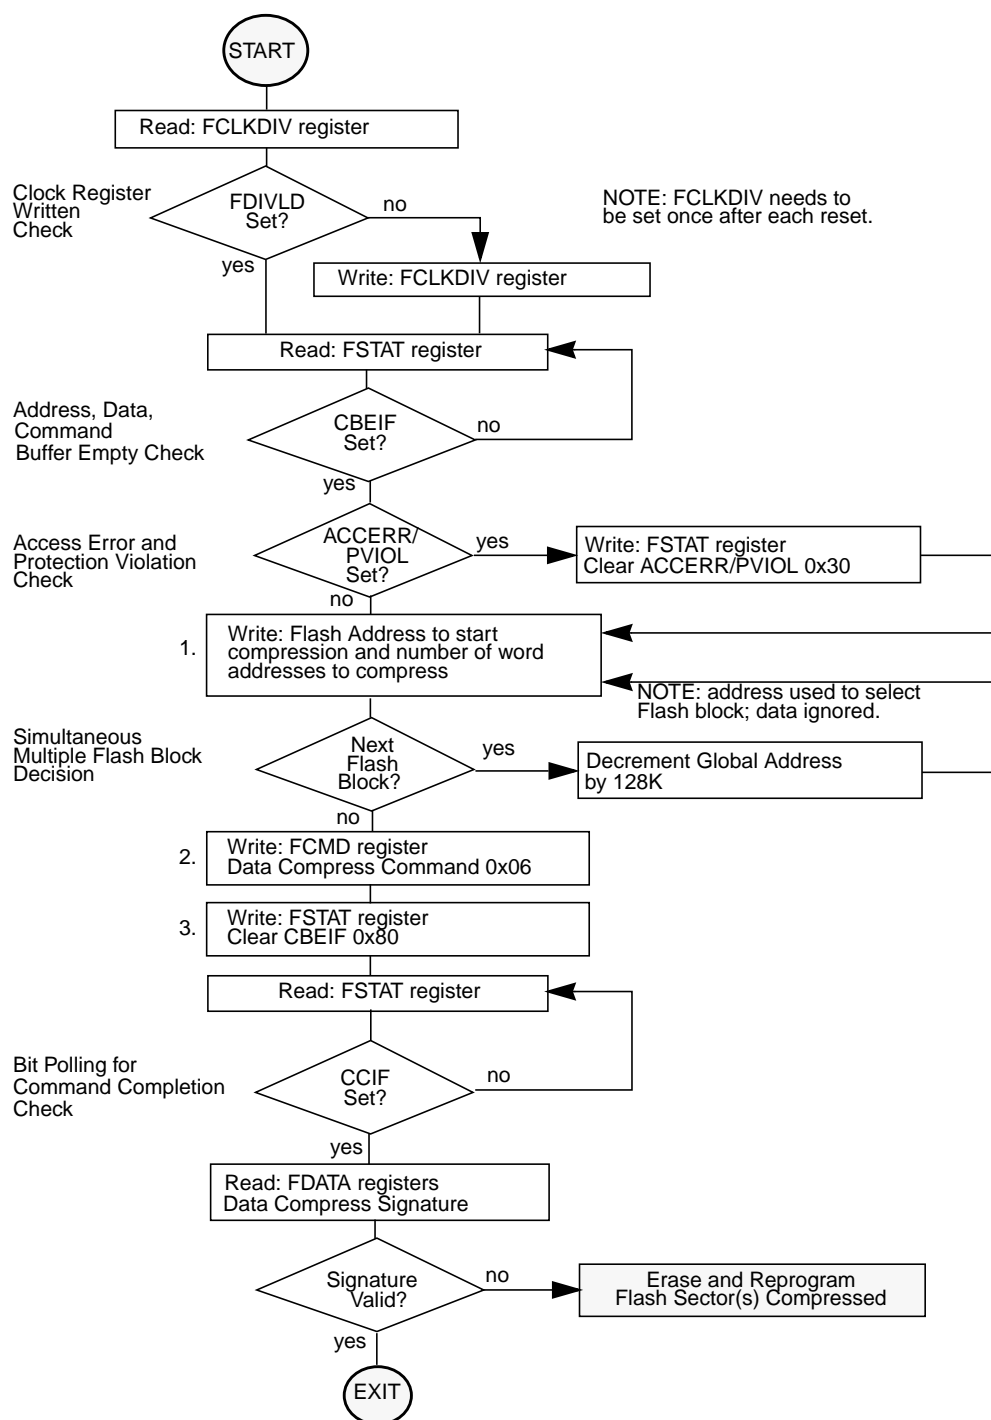 START
Read: FCLKDIV register
Clock Register
Written
Check
FDIVLD
Set?
no
yes
NOTE: FCLKDIV needs to
be set once after each reset.
Write: FCLKDIV register
Read: FSTAT register
Address, Data,
Command
Buffer Empty Check
CBEIF
Set?
no
yes
Access Error and
Protection Violation
Check
ACCERR/
PVIOL
Set?
yes
no
Write: FSTAT register
Clear ACCERR/PVIOL 0x30
1.
Write: Flash Address to start
compression and number of word
addresses to compress
NOTE: address used to select
Flash block; data ignored.
Simultaneous
Multiple Flash Block
Decision
Next
Flash
Block?
yes
no
Decrement Global Address
by 128K
2.
Write: FCMD register
Data Compress Command 0x06
3.
Write: FSTAT register
Clear CBEIF 0x80
Read: FSTAT register
Bit Polling for
Command Completion
Check
CCIF
Set?
no
yes
Read: FDATA registers
Data Compress Signature
Signature
Valid?
no
yes
Erase and Reprogram
Flash Sector(s) Compressed
EXIT